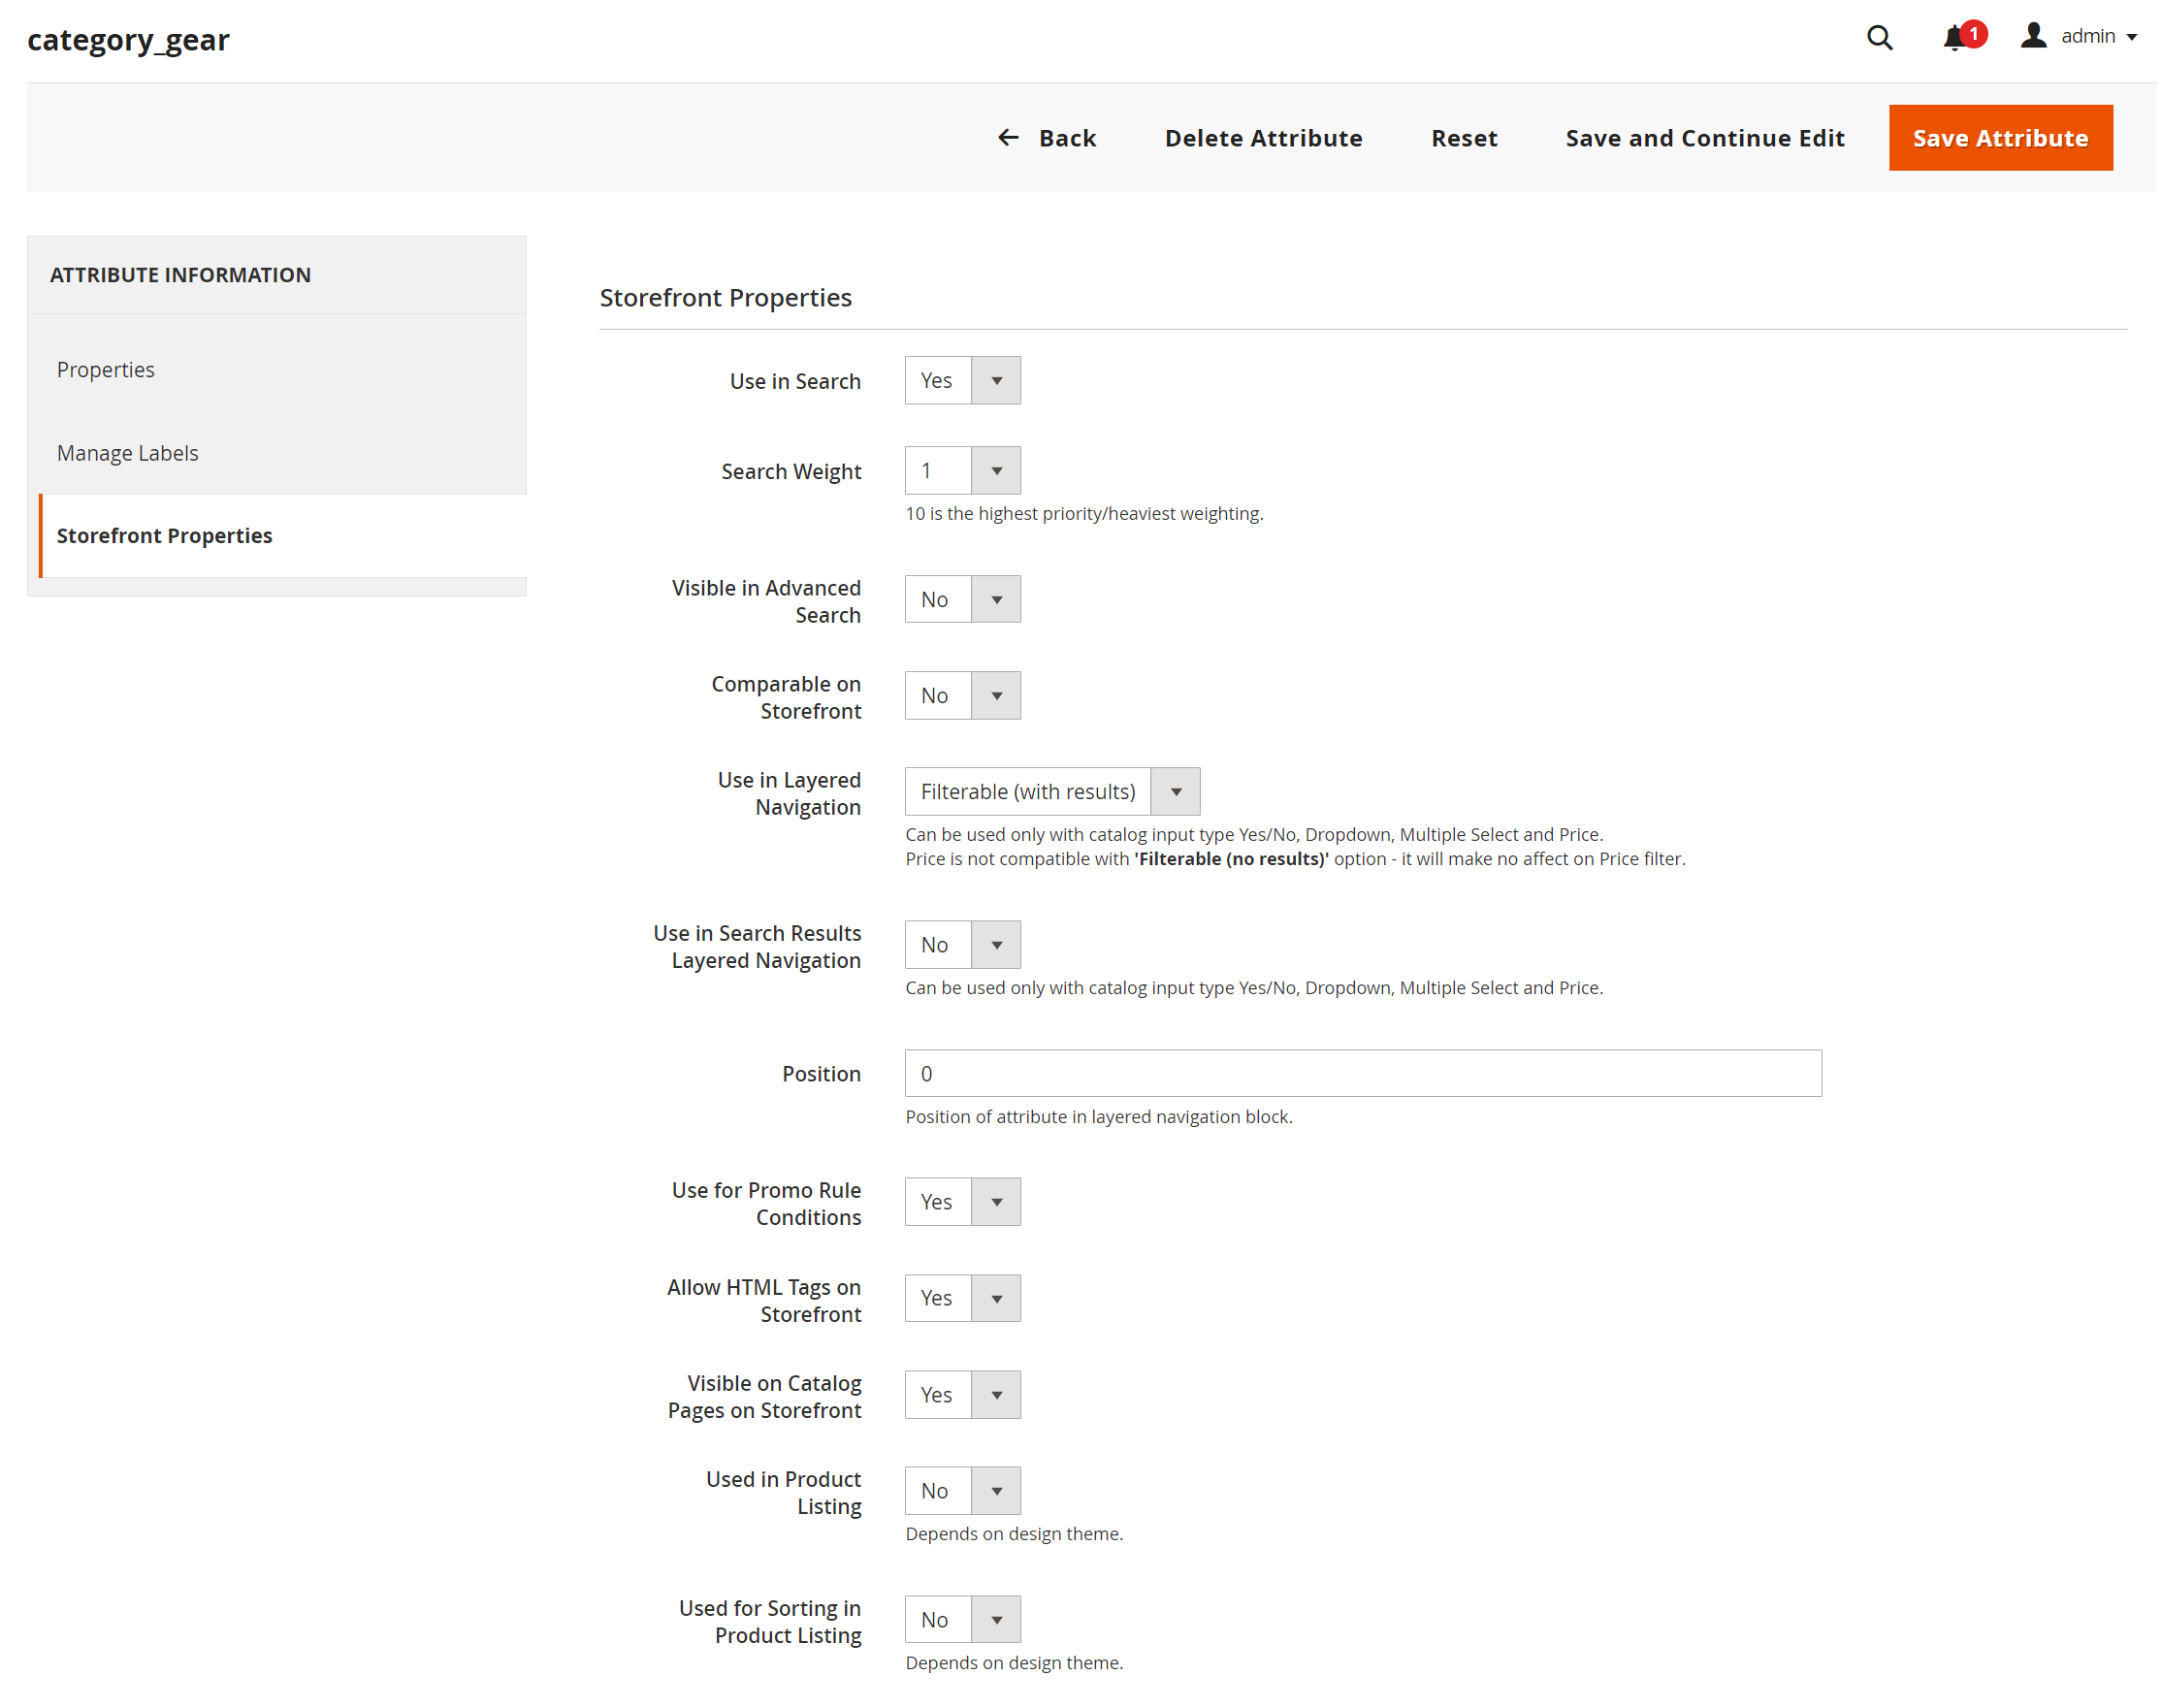 category_gear
1
admin
Back
Delete Attribute
Reset
Save and Continue Edit
Save Attribute
ATTRIBUTE INFORMATION
Properties
Manage Labels
Storefront Properties
Storefront Properties
Use in Search
Yes
Search Weight
1
10 is the highest priority/heaviest weighting.
Visible in Advanced
Search
No
Comparable on
Storefront
No
Use in Layered
Navigation
Filterable (with results)
Can be used only with catalog input type Yes/No, Dropdown, Multiple Select and Price.
Price is not compatible with 'Filterable (no results)' option - it will make no affect on Price filter.
Use in Search Results
Layered Navigation
No
Can be used only with catalog input type Yes/No, Dropdown, Multiple Select and Price.
Position
0
Position of attribute in layered navigation block.
Use for Promo Rule
Conditions
Yes
Allow HTML Tags on
Storefront
Yes
Visible on Catalog
Pages on Storefront
Yes
Used in Product
Listing
No
Depends on design theme.
Used for Sorting in
Product Listing
No
Depends on design theme.